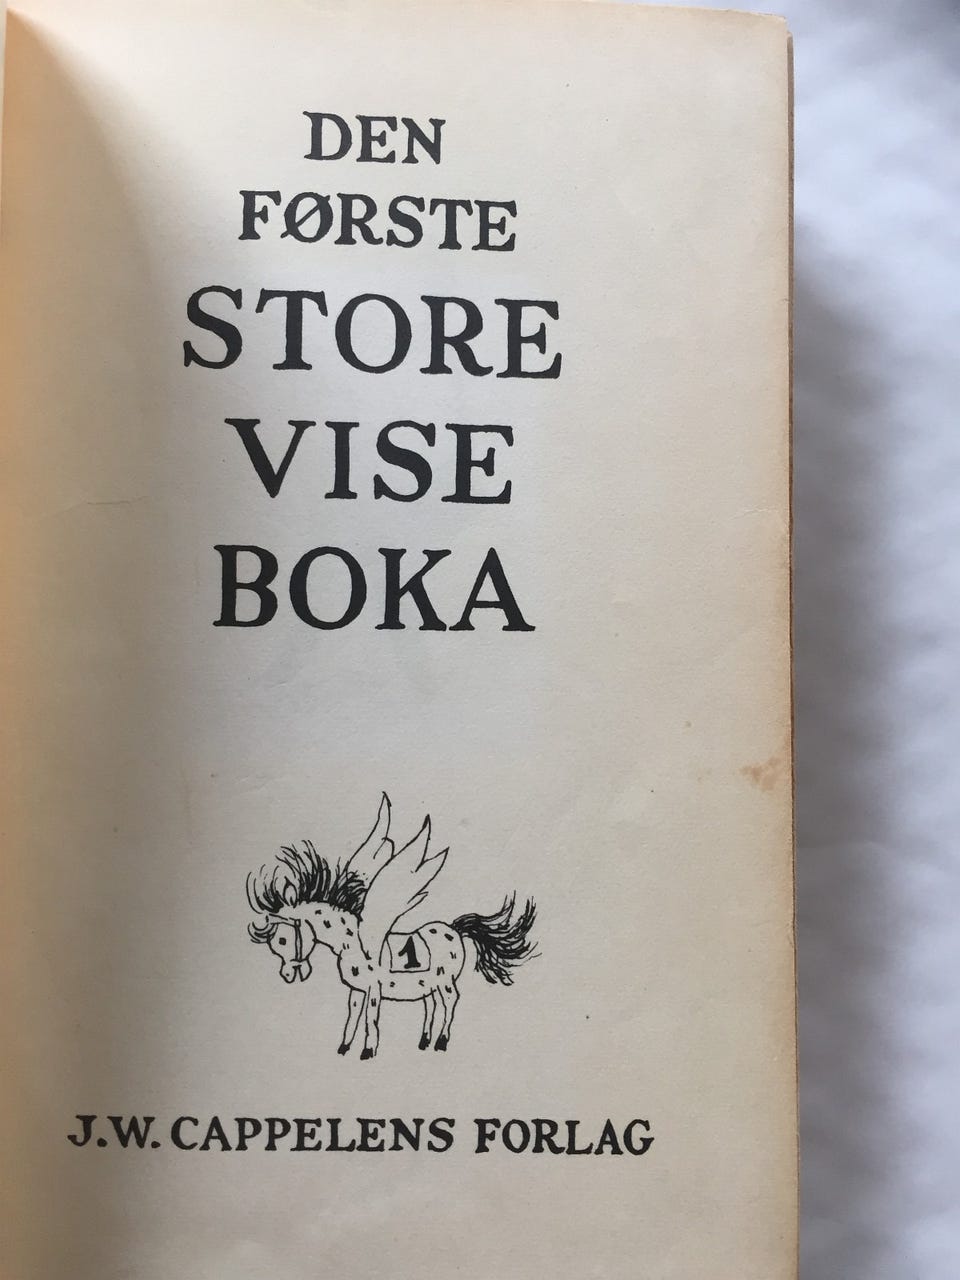 DEN
FØRSTE
STORE
VISE
BOKA
1
J.W. CAPPELENS FORLAG